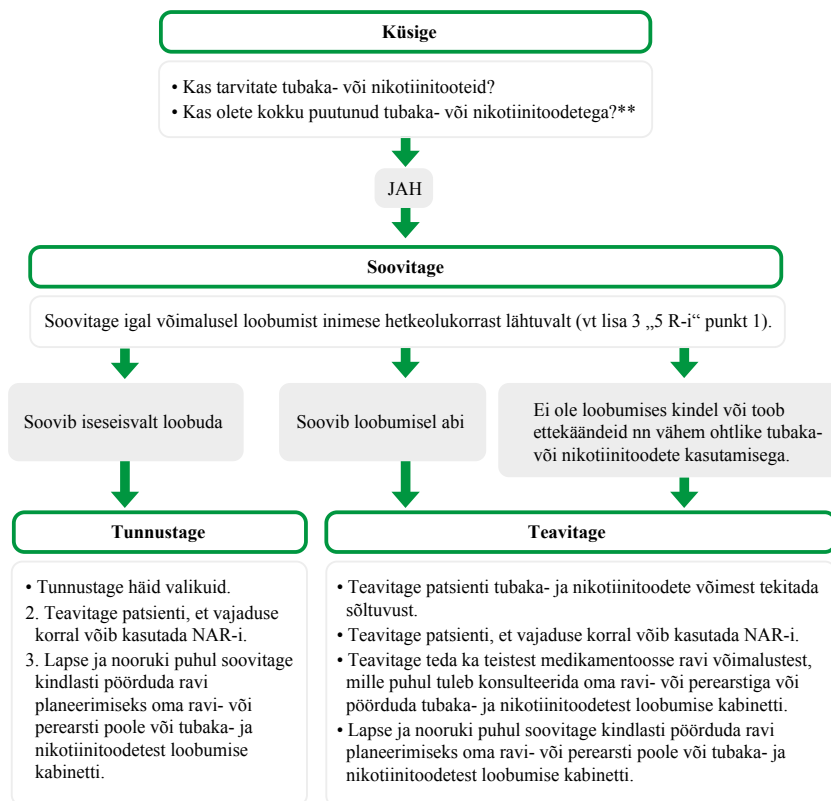 Küsige
• Kas tarvitate tubaka- või nikotiinitooteid?
• Kas olete kokku puutunud tubaka- või nikotiinitoodetega?**
JAH
Soovitage
Soovitage igal võimalusel loobumist inimese hetkeolukorrast lähtuvalt (vt lisa 3 „5 R-i“ punkt 1).
Soovib iseseisvalt loobuda
Soovib loobumisel abi
Ei ole loobumises kindel või toob
ettekäändeid nn vähem ohtlike tubaka-
või nikotiinitoodete kasutamisega.
Tunnustage
• Tunnustage häid valikuid.
2. Teavitage patsienti, et vajaduse
korral võib kasutada NAR-i.
3. Lapse ja nooruki puhul soovitage
kindlasti pöörduda ravi
planeerimiseks oma ravi- või
perearsti poole või tubaka- ja
nikotiinitoodetest loobumise
kabinetti.
Teavitage
• Teavitage patsienti tubaka- ja nikotiinitoodete võimest tekitada
sõltuvust.
• Teavitage patsienti, et vajaduse korral võib kasutada NAR-i.
• Teavitage teda ka teistest medikamentoosse ravi võimalustest,
mille puhul tuleb konsulteerida oma ravi- või perearstiga või
pöörduda tubaka- ja nikotiinitoodetest loobumise kabinetti.
• Lapse ja nooruki puhul soovitage kindlasti pöörduda ravi
planeerimiseks oma ravi- või perearsti poole või tubaka- ja
nikotiinitoodetest loobumise kabinetti.